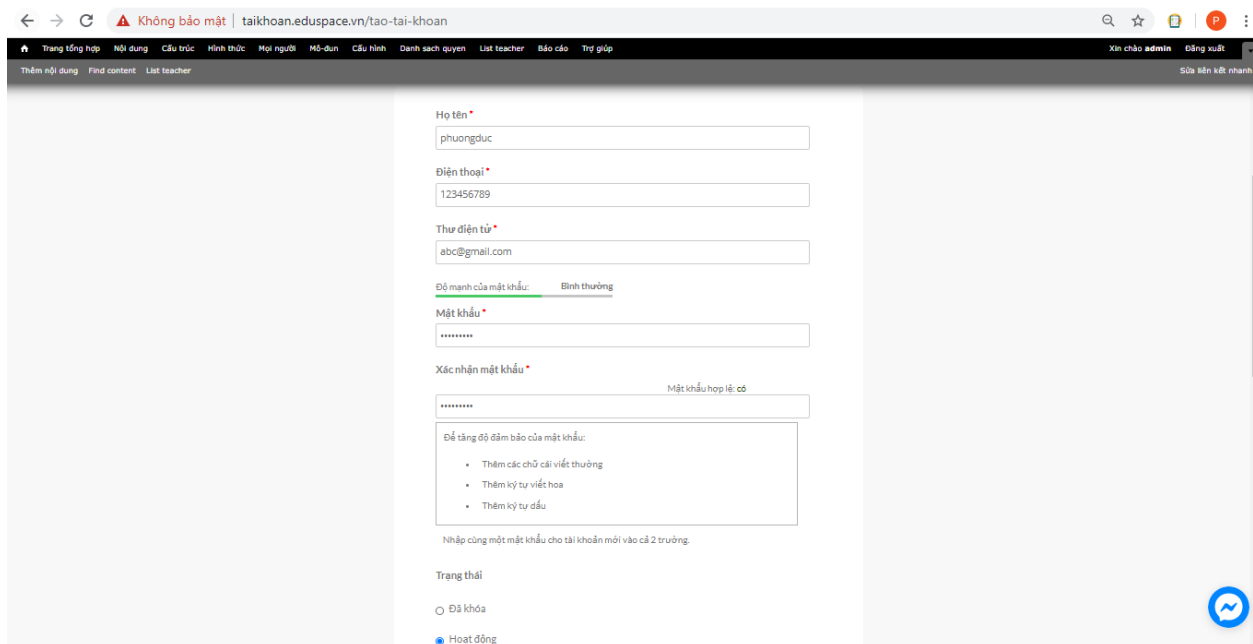 Không bảo mật | taikhoan.eduspace.vn/tao-tai-khoan
P
Trang tổng hợp Nội dung Cấu trúc Hình thức Mọi người Mô-đun Cấu hình Danh sach quyen List teacher Báo cáo Trợ giúp Xin chào admin Đăng xuất
Thêm nội dung Find content List teacher Sửa liên kết nhanh
Họ tên *
phuongduc
Điện thoại *
123456789
Thư điện tử *
abc@gmail.com
Độ mạnh của mật khẩu: Bình thường
Mật khẩu *
•••••••••
Xác nhận mật khẩu *
Mật khẩu hợp lệ: có
•••••••••
Để tăng độ đảm bảo của mật khẩu:
• Thêm các chữ cái viết thường
• Thêm ký tự viết hoa
• Thêm ký tự dấu
Nhập cùng một mật khẩu cho tài khoản mới vào cả 2 trường.
Trạng thái
Đã khóa
Hoạt động